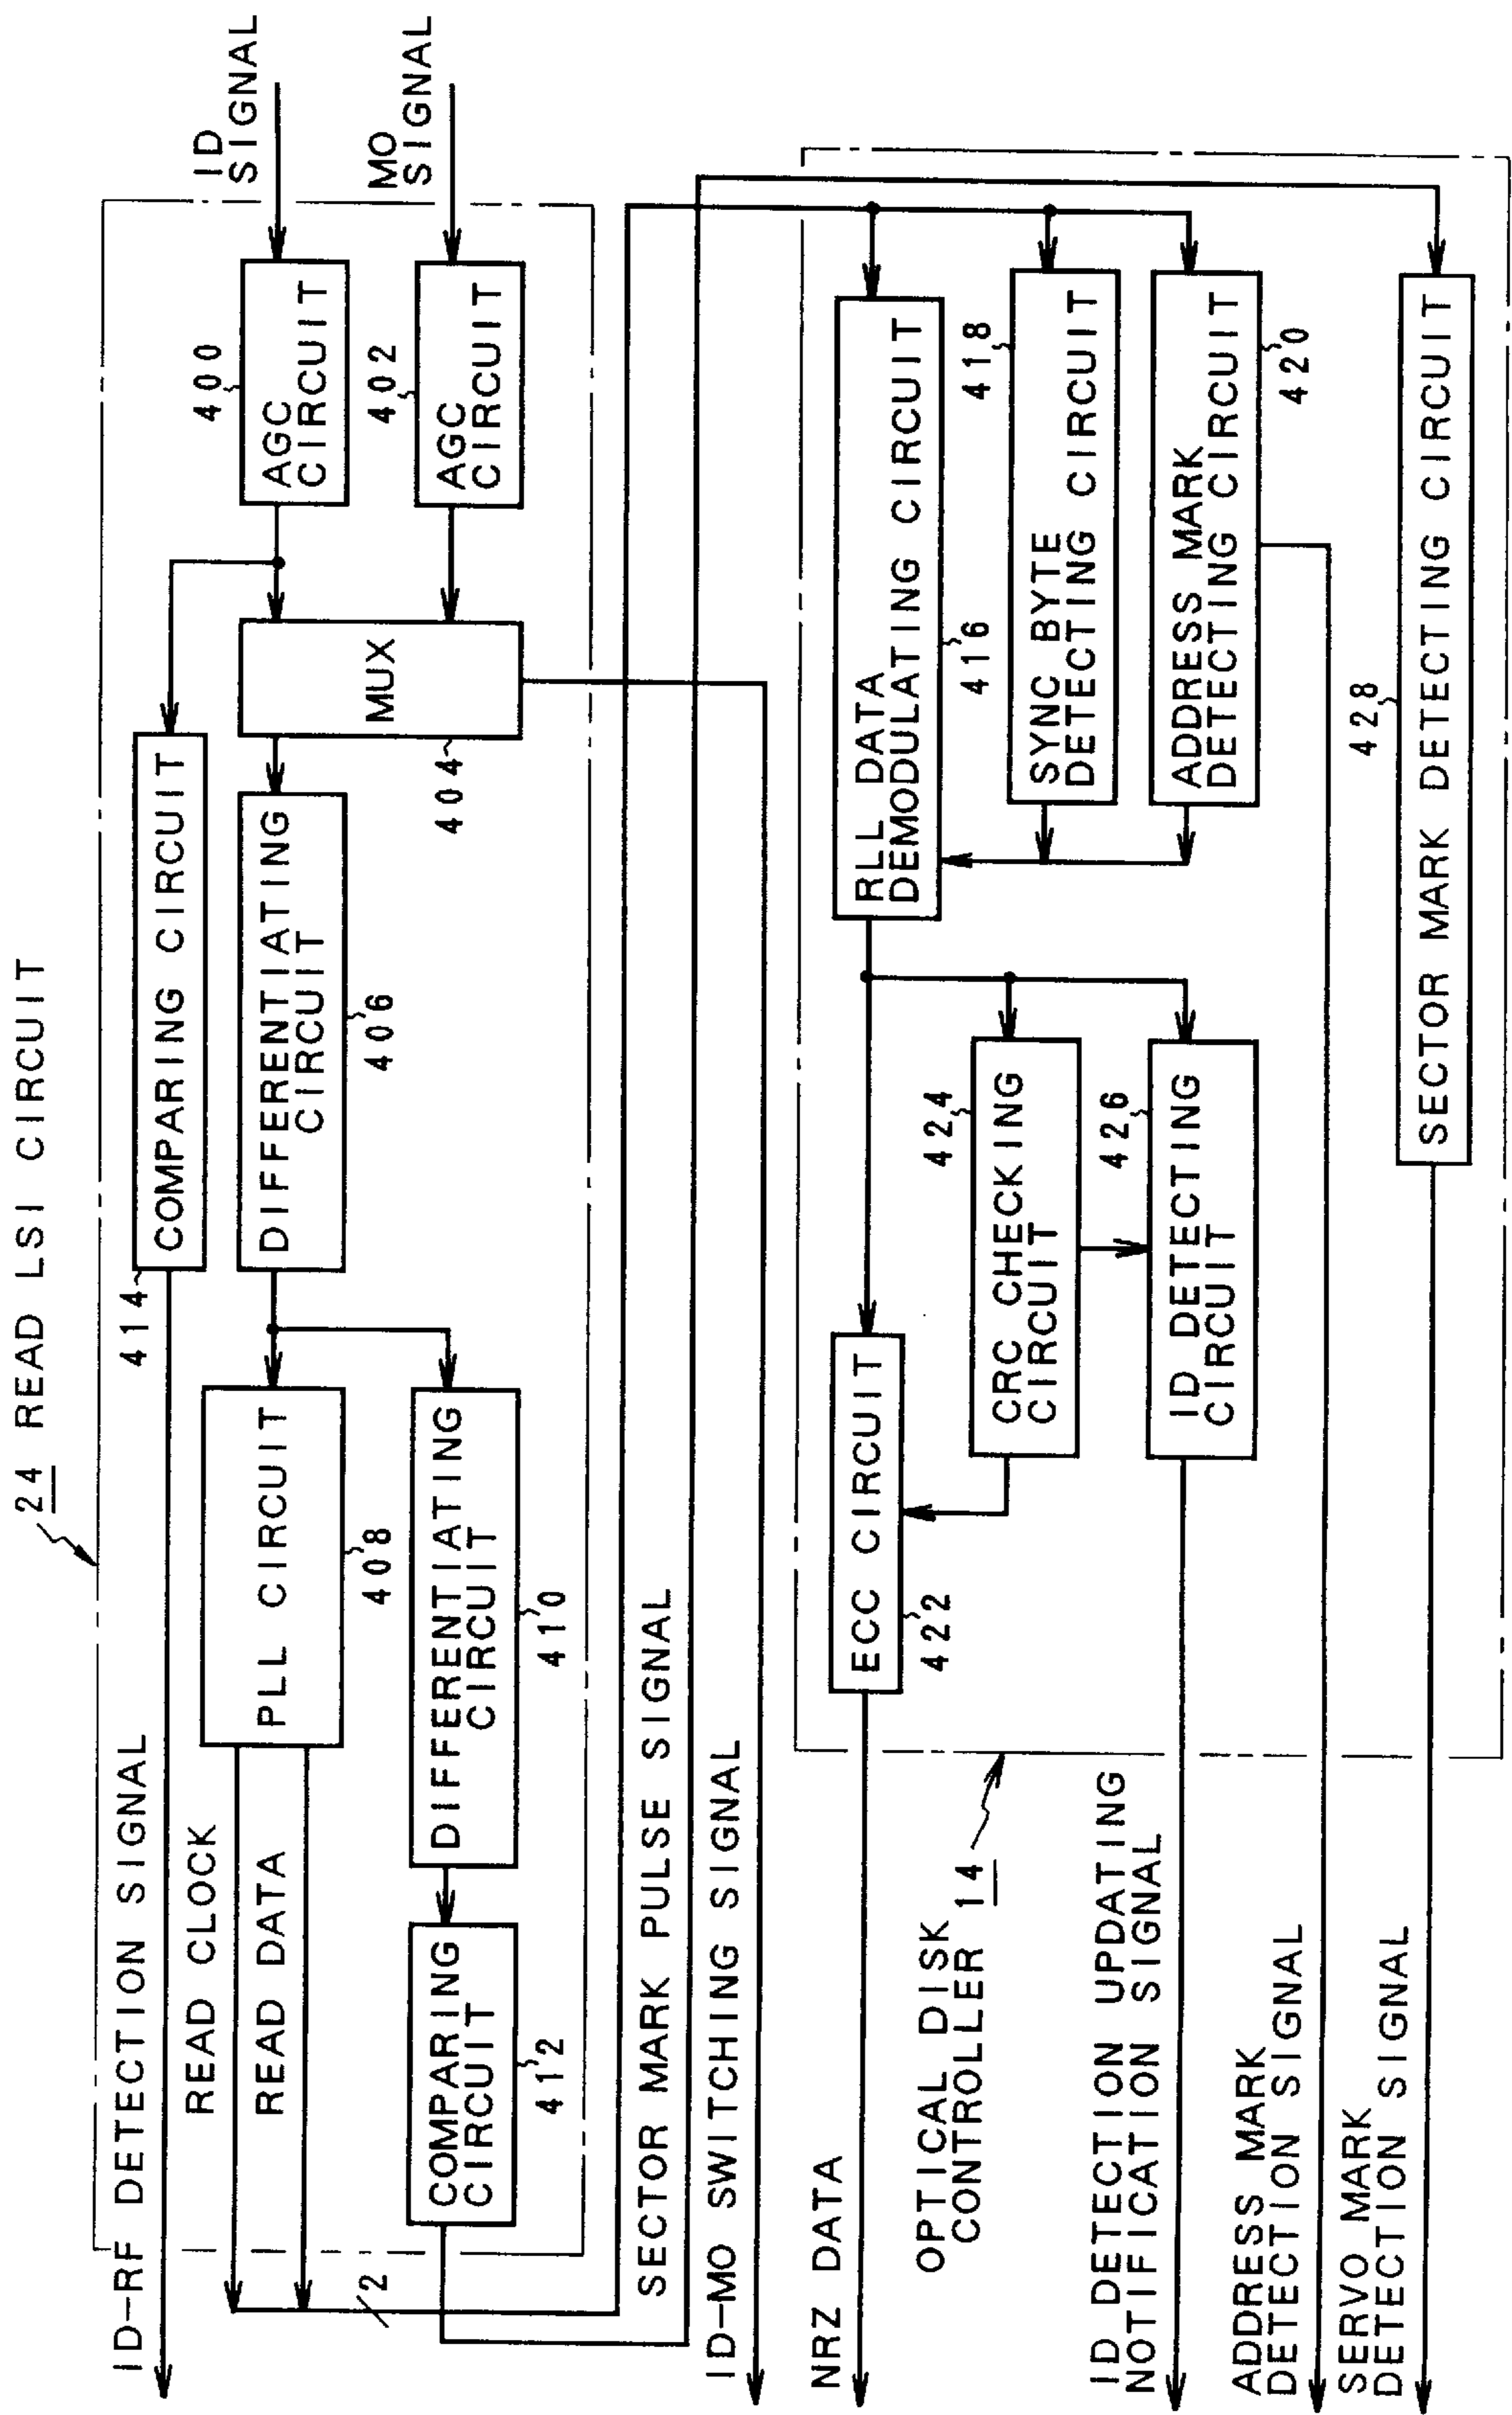 24 READ LSI CIRCUIT
ID-RF DETECTION SIGNAL
414
COMPARING CIRCUIT
ID
SIGNAL
READ CLOCK
400
READ DATA
PLL CIRCUIT
408
DIFFERENTIATING
CIRCUIT
406
MUX
404
AGC
CIRCUIT
MO
SIGNAL
402
AGC
CIRCUIT
COMPARING
CIRCUIT
412
DIFFERENTIATING
CIRCUIT
410
2
SECTOR MARK PULSE SIGNAL
ID-MO SWITCHING SIGNAL
NRZ DATA
ECC CIRCUIT
422
RLL DATA
DEMODULATING CIRCUIT
416
OPTICAL DISK
CONTROLLER 14
424
CRC CHECKING
CIRCUIT
418
SYNC BYTE
DETECTING CIRCUIT
ID DETECTION UPDATING
NOTIFICATION SIGNAL
426
ID DETECTING
CIRCUIT
ADDRESS MARK
DETECTING CIRCUIT
420
ADDRESS MARK
DETECTION SIGNAL
SERVO MARK
DETECTION SIGNAL
428
SECTOR MARK DETECTING CIRCUIT